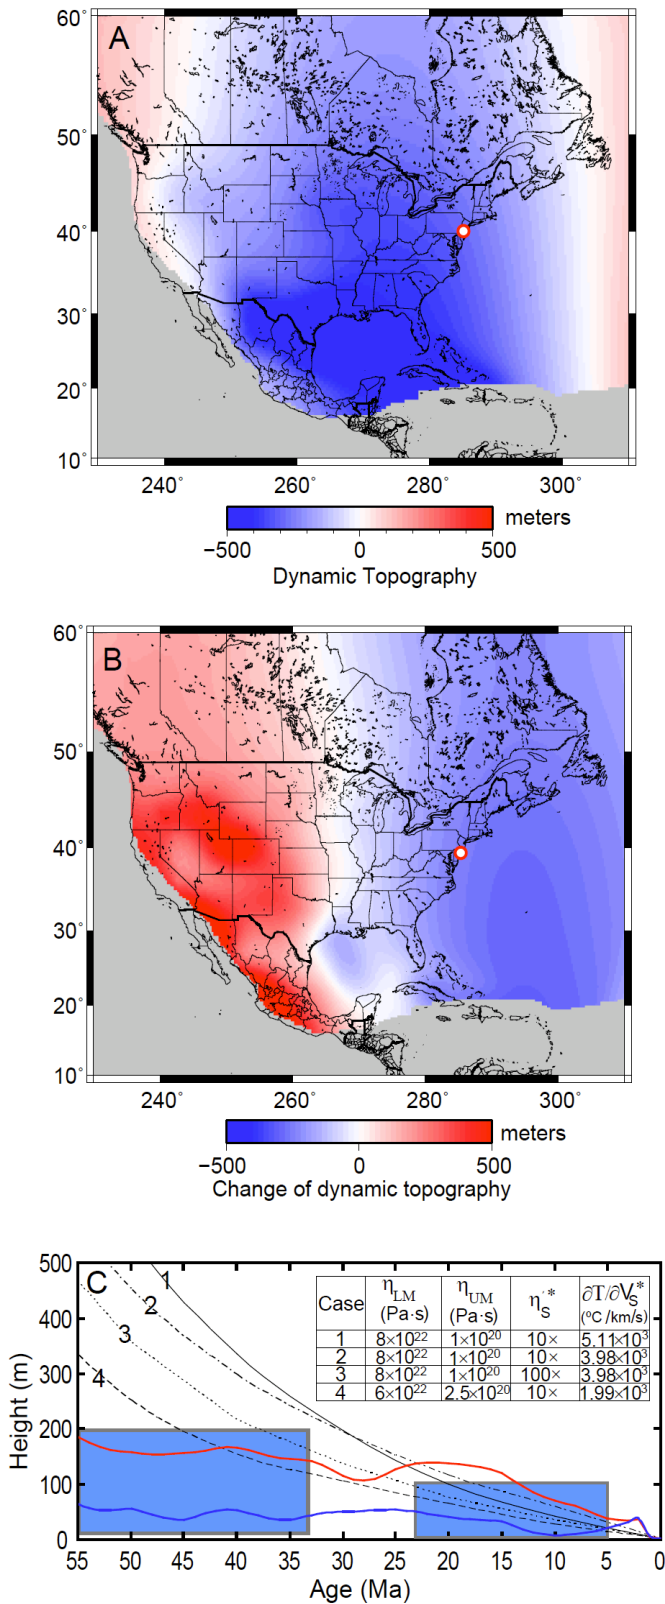 A
60°
50°
40°
30°
20°
10°
240° 260° 280° 300°
meters
−500 0 500
Dynamic Topography
B
60°
50°
40°
30°
20°
10°
240° 260° 280° 300°
meters
−500 0 500
Change of dynamic topography
C
500
400
300
200
100
0
Height (m)
1
2
3
4
Case η_LM (Pa·s) η_UM (Pa·s) η_S'* ∂T/∂V_S* (°C/km/s)
1 8×10²² 1×10²⁰ 10× 5.11×10³
2 8×10²² 1×10²⁰ 10× 3.98×10³
3 8×10²² 1×10²⁰ 100× 3.98×10³
4 6×10²² 2.5×10²⁰ 10× 1.99×10³
55 50 45 40 35 30 25 20 15 10 5 0
Age (Ma)